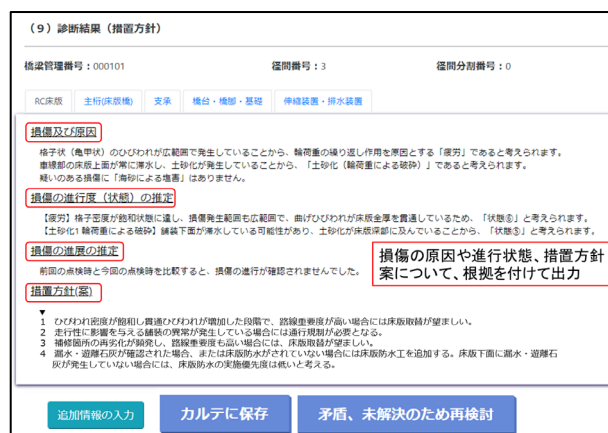 （９）診断結果（措置方針）
橋梁管理番号：000101　径間番号：3　径間分割番号：0
RC床版　主桁(床版橋)　支承　橋台・橋脚・基礎　伸縮装置・排水装置
損傷及び原因
格子状（亀甲状）のひびわれが広範囲で発生していることから、輪荷重の繰り返し作用を原因とする「疲労」であると考えられます。
車線部の床版上面が常に滞水し、土砂化が発生していることから、「土砂化（輪荷重による破砕）」であると考えられます。
疑いのある損傷に「海砂による塩害」はありません。
損傷の進行度（状態）の推定
【疲労】格子密度が飽和状態に達し、損傷発生範囲も広範囲で、曲げひびわれが床版全厚を貫通しているため、「状態⑥」と考えられます。
【土砂化1 輪荷重による破砕】舗装下面が滞水している可能性があり、土砂化が床版深部に及んでいることから、「状態⑤」と考えられます。
損傷の進展の推定
前回の点検時と今回の点検時を比較すると、損傷の進行が確認されませんでした。
損傷の原因や進行状態、措置方針
案について、根拠を付けて出力
措置方針(案)
▼
1　ひびわれ密度が飽和し貫通ひびわれが増加した段階で、路線重要度が高い場合には床版取替が望ましい。
2　走行性に影響を与える舗装の異常が発生している場合には通行規制が必要となる。
3　補修箇所の再劣化が頻発し、路線重要度も高い場合には、床版取替が望ましい。
4　漏水・遊離石灰が確認された場合、または床版防水がされていない場合には床版防水工を追加する。床版下面に漏水・遊離石
灰が発生していない場合には、床版防水の実施優先度は低いと考える。
追加情報の入力　カルテに保存　矛盾、未解決のため再検討